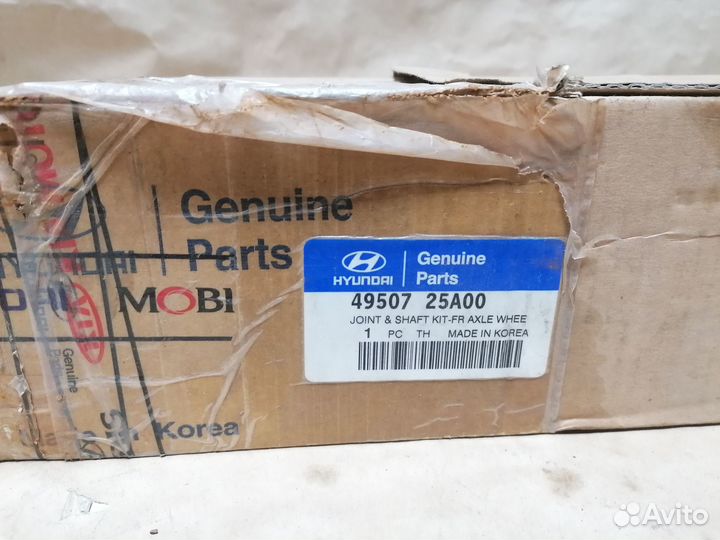 Genuine
Parts
MOBI
Korea
Genuine
HYUNDAI
Genuine
Parts
49507 25A00
JOINT & SHAFT KIT-FR AXLE WHEE
1 PC TH MADE IN KOREA
Avito